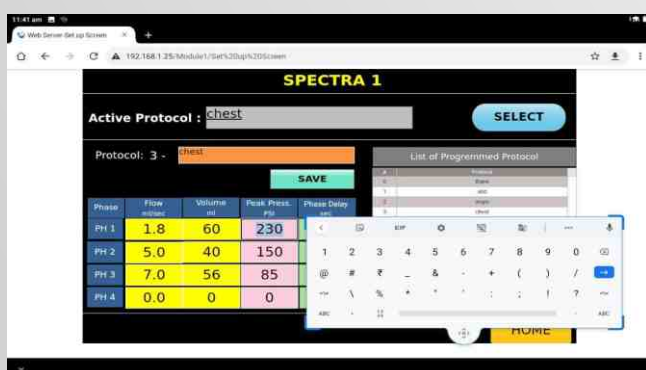 11:41 am
Web Server Set up Screen
192.168.1.25/Module1/Set%20up%20Screen
SPECTRA 1
Active Protocol : chest
SELECT
Protocol: 3 - chest
List of Progremmed Protocol
SAVE
Phase Flow ml/sec Volume ml Peak Press. PSI Phase Delay sec
PH 1 1.8 60 230
PH 2 5.0 40 150
PH 3 7.0 56 85
PH 4 0.0 0 0
chest
GIF
1 2 3 4 5 6 7 8 9 0
@ # ₹ _ & - + ( ) /
\ % * " ' : ; ! ?
ABC , . ABC
HOME